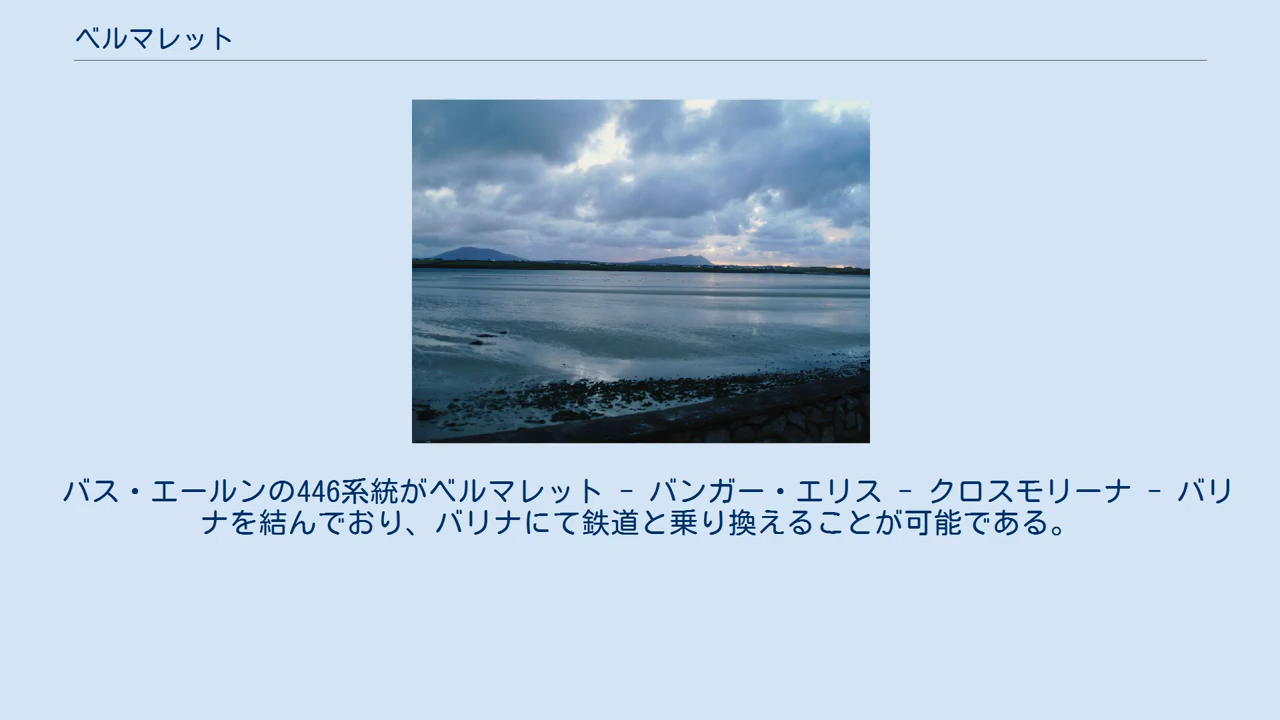 ベルマレット
バス・エールンの446系統がベルマレット - バンガー・エリス - クロスモリーナ - バリ
ナを結んでおり、バリナにて鉄道と乗り換えることが可能である。